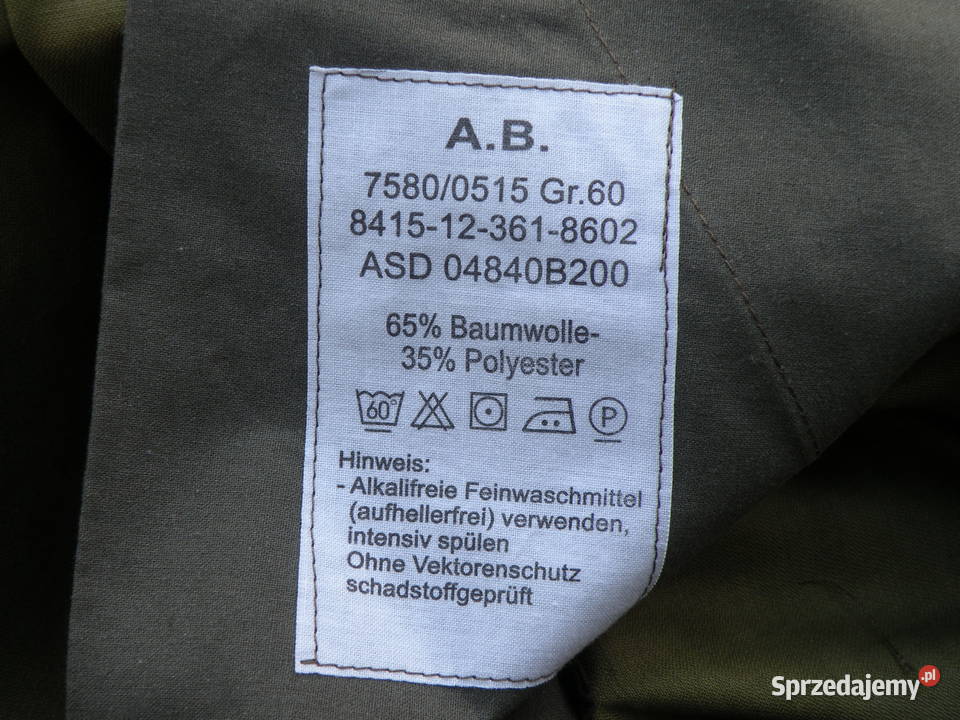 A.B.
7580/0515 Gr.60
8415-12-361-8602
ASD 04840B200
65% Baumwolle-
35% Polyester
60°
P
Hinweis:
- Alkalifreie Feinwaschmittel
(aufhellerfrei) verwenden,
intensiv spülen
Ohne Vektorenschutz
schadstoffgeprüft
Sprzedajemy.pl